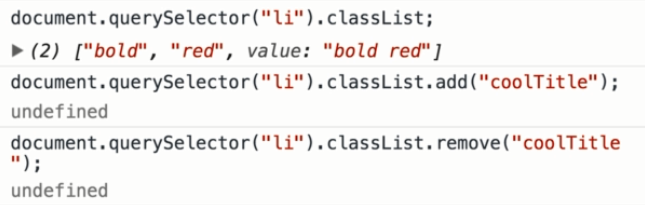 document.querySelector("li").classList;
▶ (2) ["bold", "red", value: "bold red"]
document.querySelector("li").classList.add("coolTitle");
undefined
document.querySelector("li").classList.remove("coolTitle
");
undefined